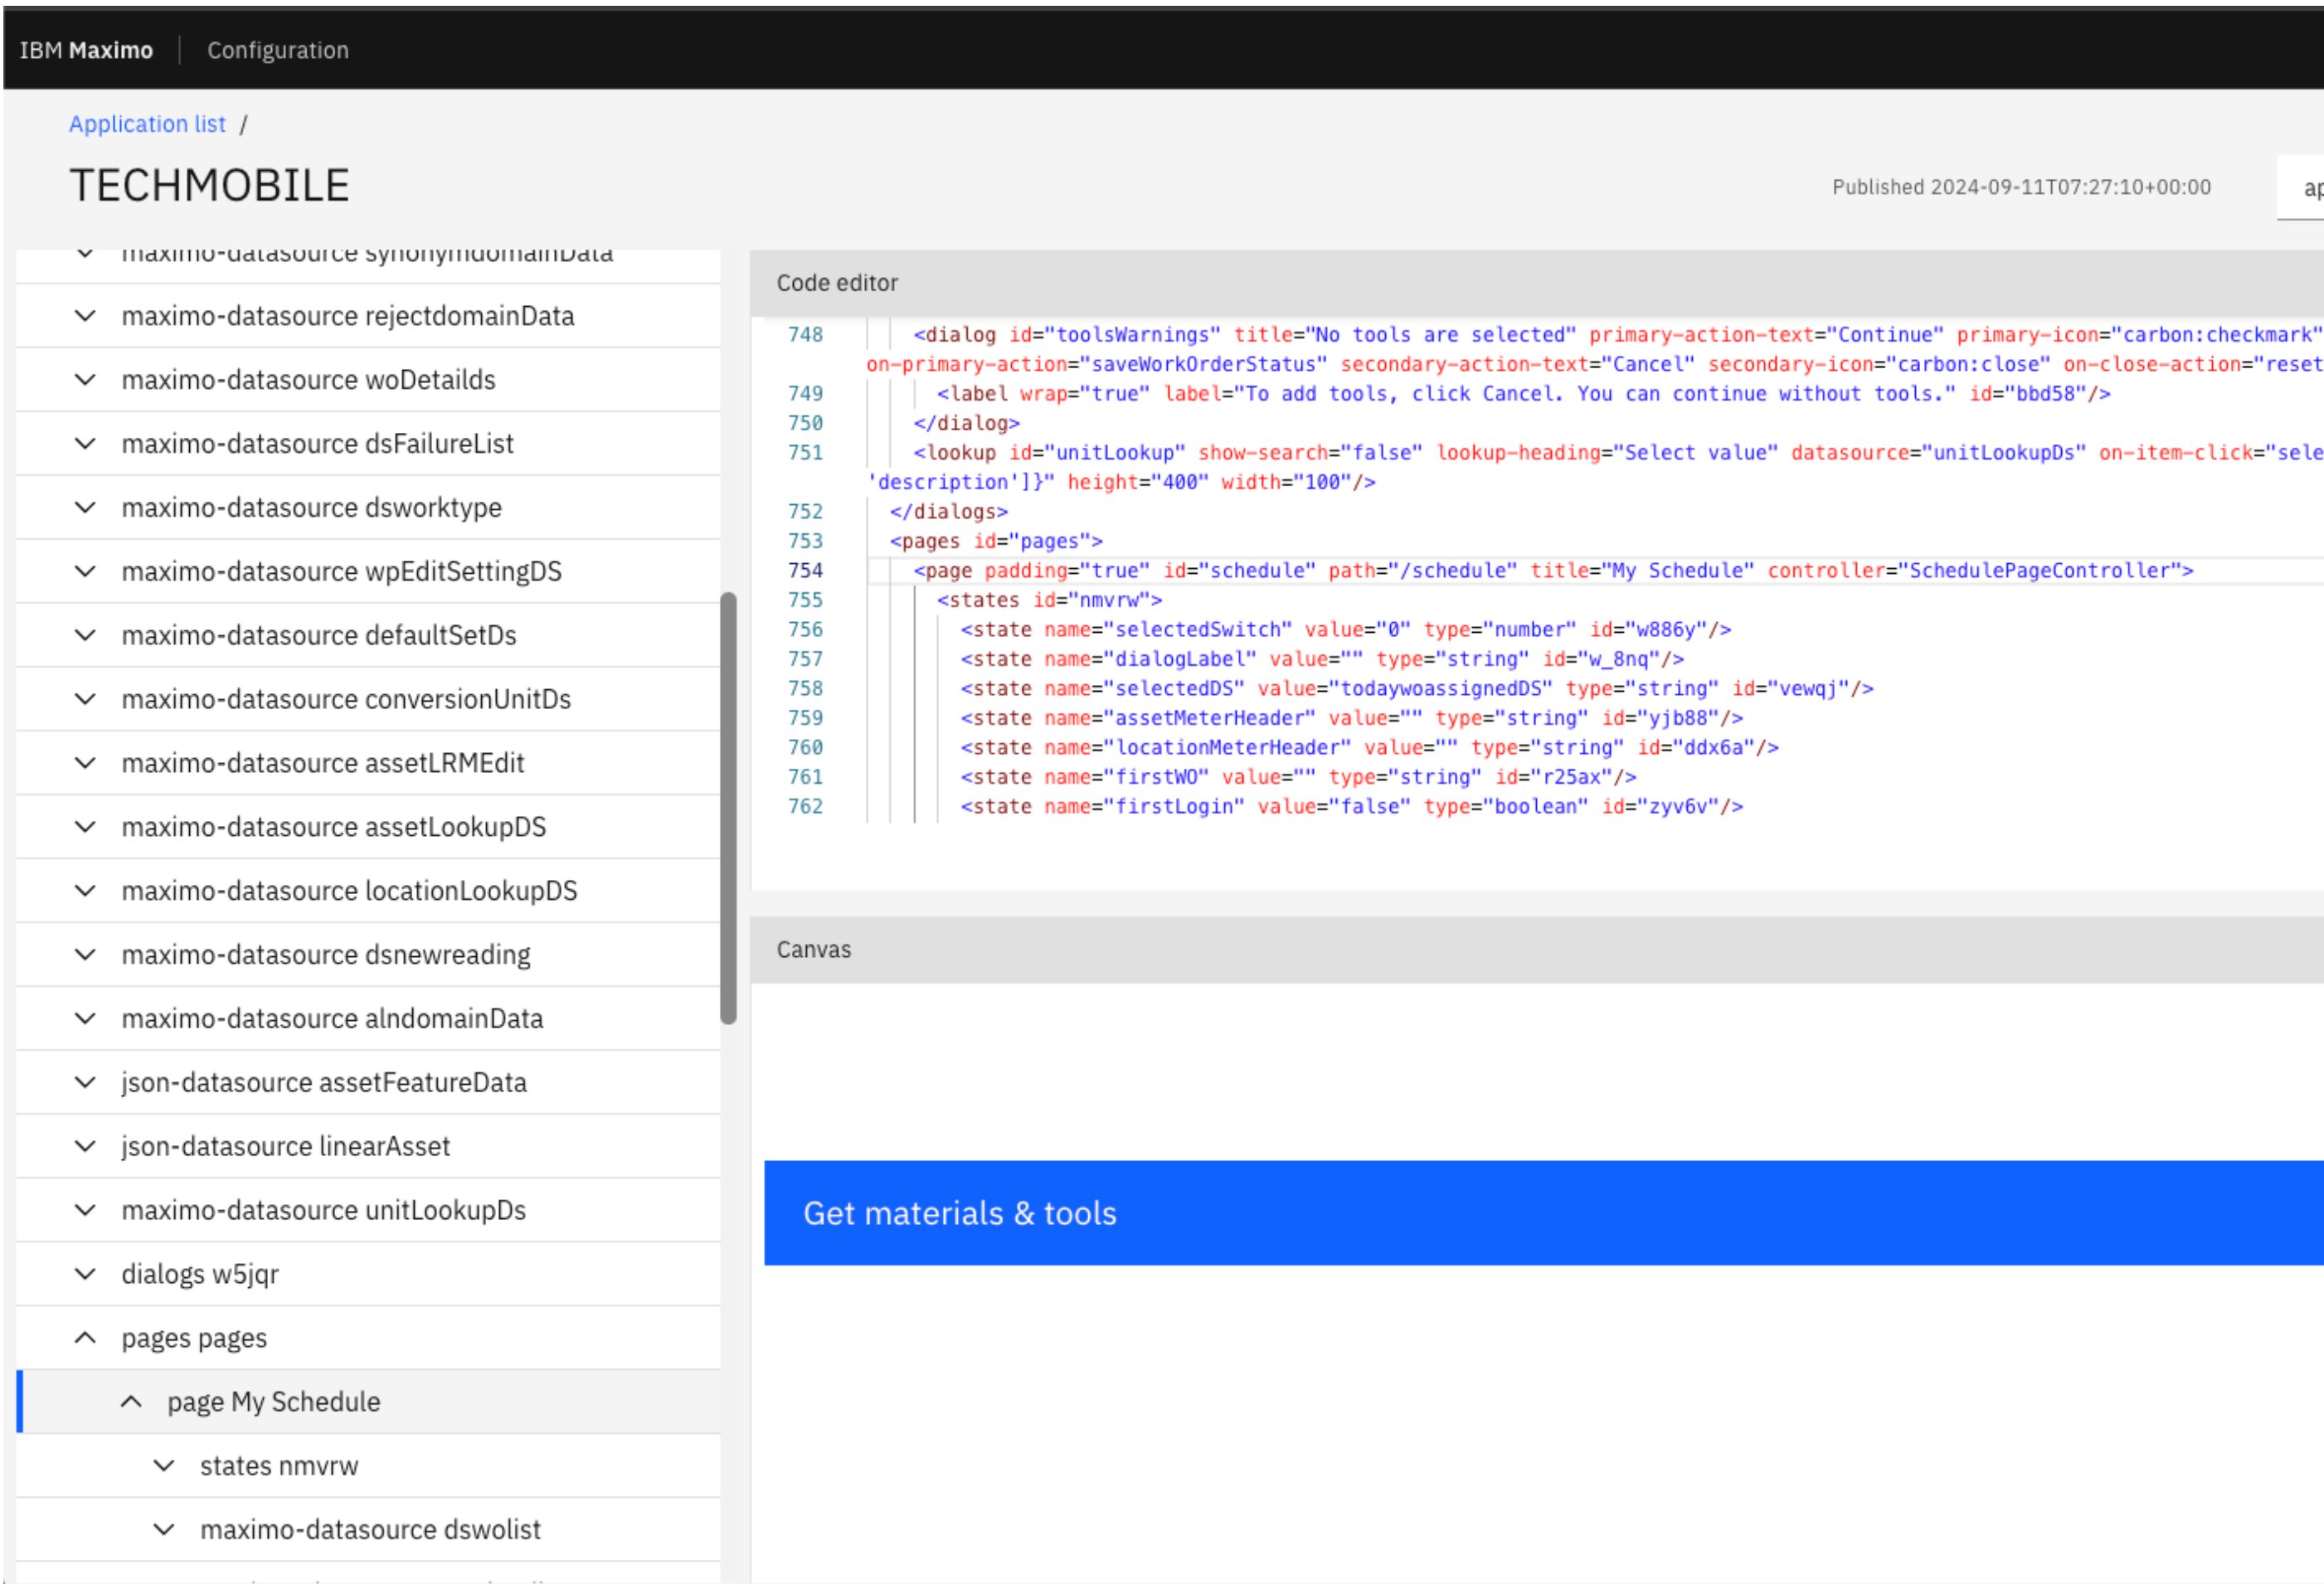 IBM Maximo Configuration
Application list /
TECHMOBILE
Published 2024-09-11T07:27:10+00:00
maximo-datasource synonymdomainData
maximo-datasource rejectdomainData
maximo-datasource woDetailds
maximo-datasource dsFailureList
maximo-datasource dsworktype
maximo-datasource wpEditSettingDS
maximo-datasource defaultSetDs
maximo-datasource conversionUnitDs
maximo-datasource assetLRMEdit
maximo-datasource assetLookupDS
maximo-datasource locationLookupDS
maximo-datasource dsnewreading
maximo-datasource alndomainData
json-datasource assetFeatureData
json-datasource linearAsset
maximo-datasource unitLookupDs
dialogs w5jqr
pages pages
page My Schedule
states nmvrw
maximo-datasource dswolist
Code editor
748 <dialog id="toolsWarnings" title="No tools are selected" primary-action-text="Continue" primary-icon="carbon:checkmark"
on-primary-action="saveWorkOrderStatus" secondary-action-text="Cancel" secondary-icon="carbon:close" on-close-action="reset
749 <label wrap="true" label="To add tools, click Cancel. You can continue without tools." id="bbd58"/>
750 </dialog>
751 <lookup id="unitLookup" show-search="false" lookup-heading="Select value" datasource="unitLookupDs" on-item-click="sele
'description']}" height="400" width="100"/>
752 </dialogs>
753 <pages id="pages">
754 <page padding="true" id="schedule" path="/schedule" title="My Schedule" controller="SchedulePageController">
755 <states id="nmvrw">
756 <state name="selectedSwitch" value="0" type="number" id="w886y"/>
757 <state name="dialogLabel" value="" type="string" id="w_8nq"/>
758 <state name="selectedDS" value="todaywoassignedDS" type="string" id="vewqj"/>
759 <state name="assetMeterHeader" value="" type="string" id="yjb88"/>
760 <state name="locationMeterHeader" value="" type="string" id="ddx6a"/>
761 <state name="firstWO" value="" type="string" id="r25ax"/>
762 <state name="firstLogin" value="false" type="boolean" id="zyv6v"/>
Canvas
Get materials & tools